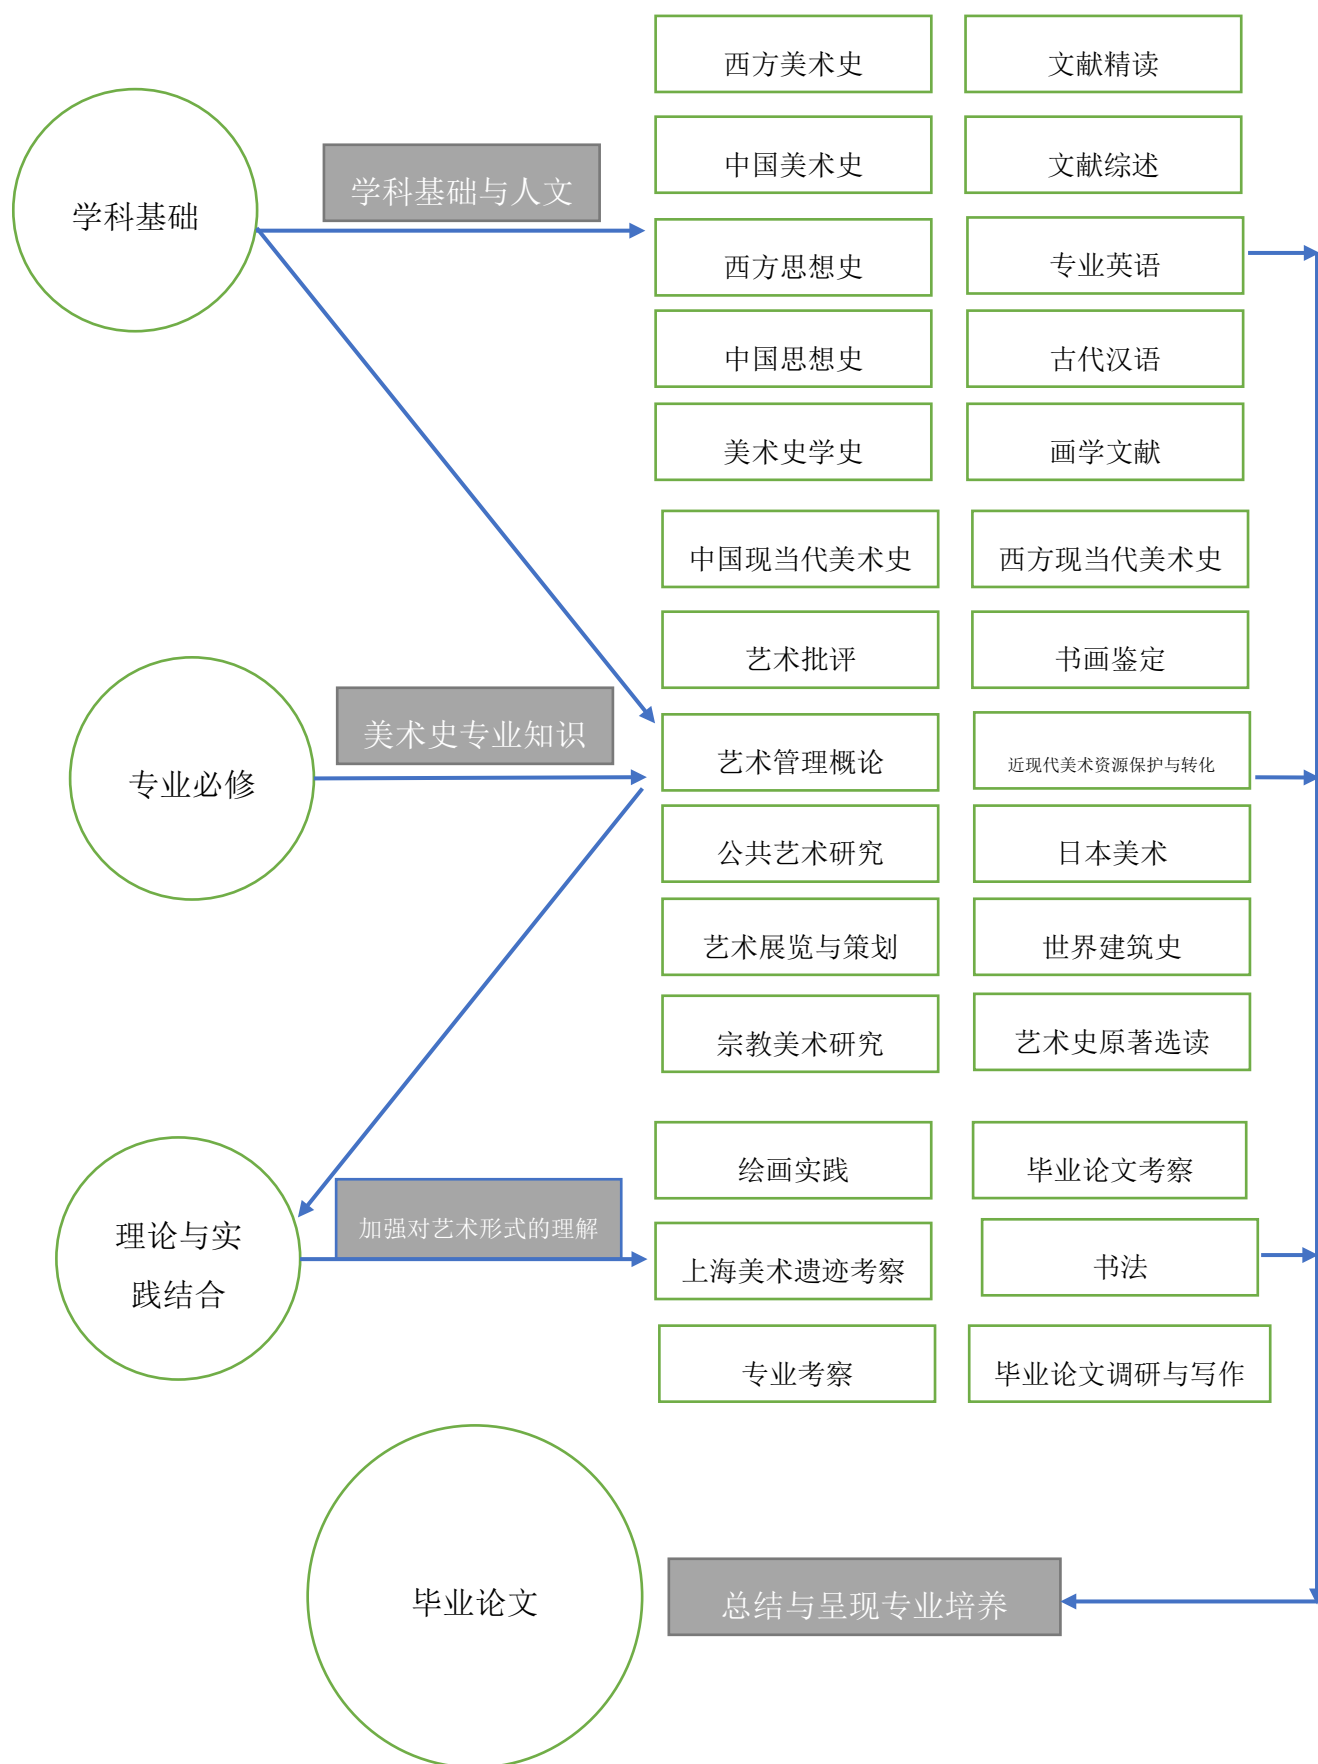 西方美术史
文献精读
学科基础
学科基础与人文
中国美术史
文献综述
西方思想史
专业英语
中国思想史
古代汉语
美术史学史
画学文献
中国现当代美术史
西方现当代美术史
艺术批评
书画鉴定
专业必修
美术史专业知识
艺术管理概论
近现代美术资源保护与转化
公共艺术研究
日本美术
艺术展览与策划
世界建筑史
宗教美术研究
艺术史原著选读
理论与实
践结合
加强对艺术形式的理解
绘画实践
毕业论文考察
上海美术遗迹考察
书法
专业考察
毕业论文调研与写作
毕业论文
总结与呈现专业培养